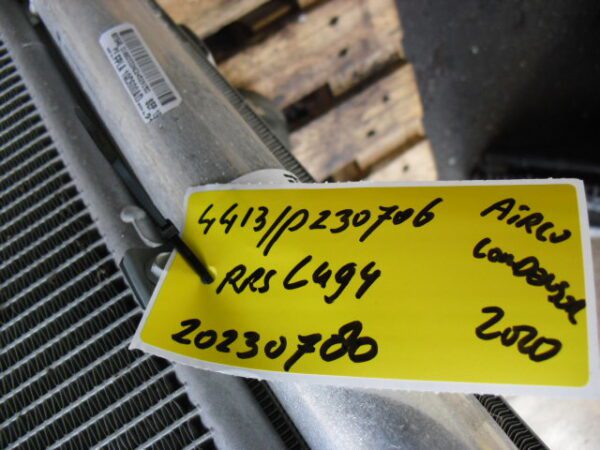 4413/P230706
RRS L494
20230780
AiRCO
CONDENSOR
2020